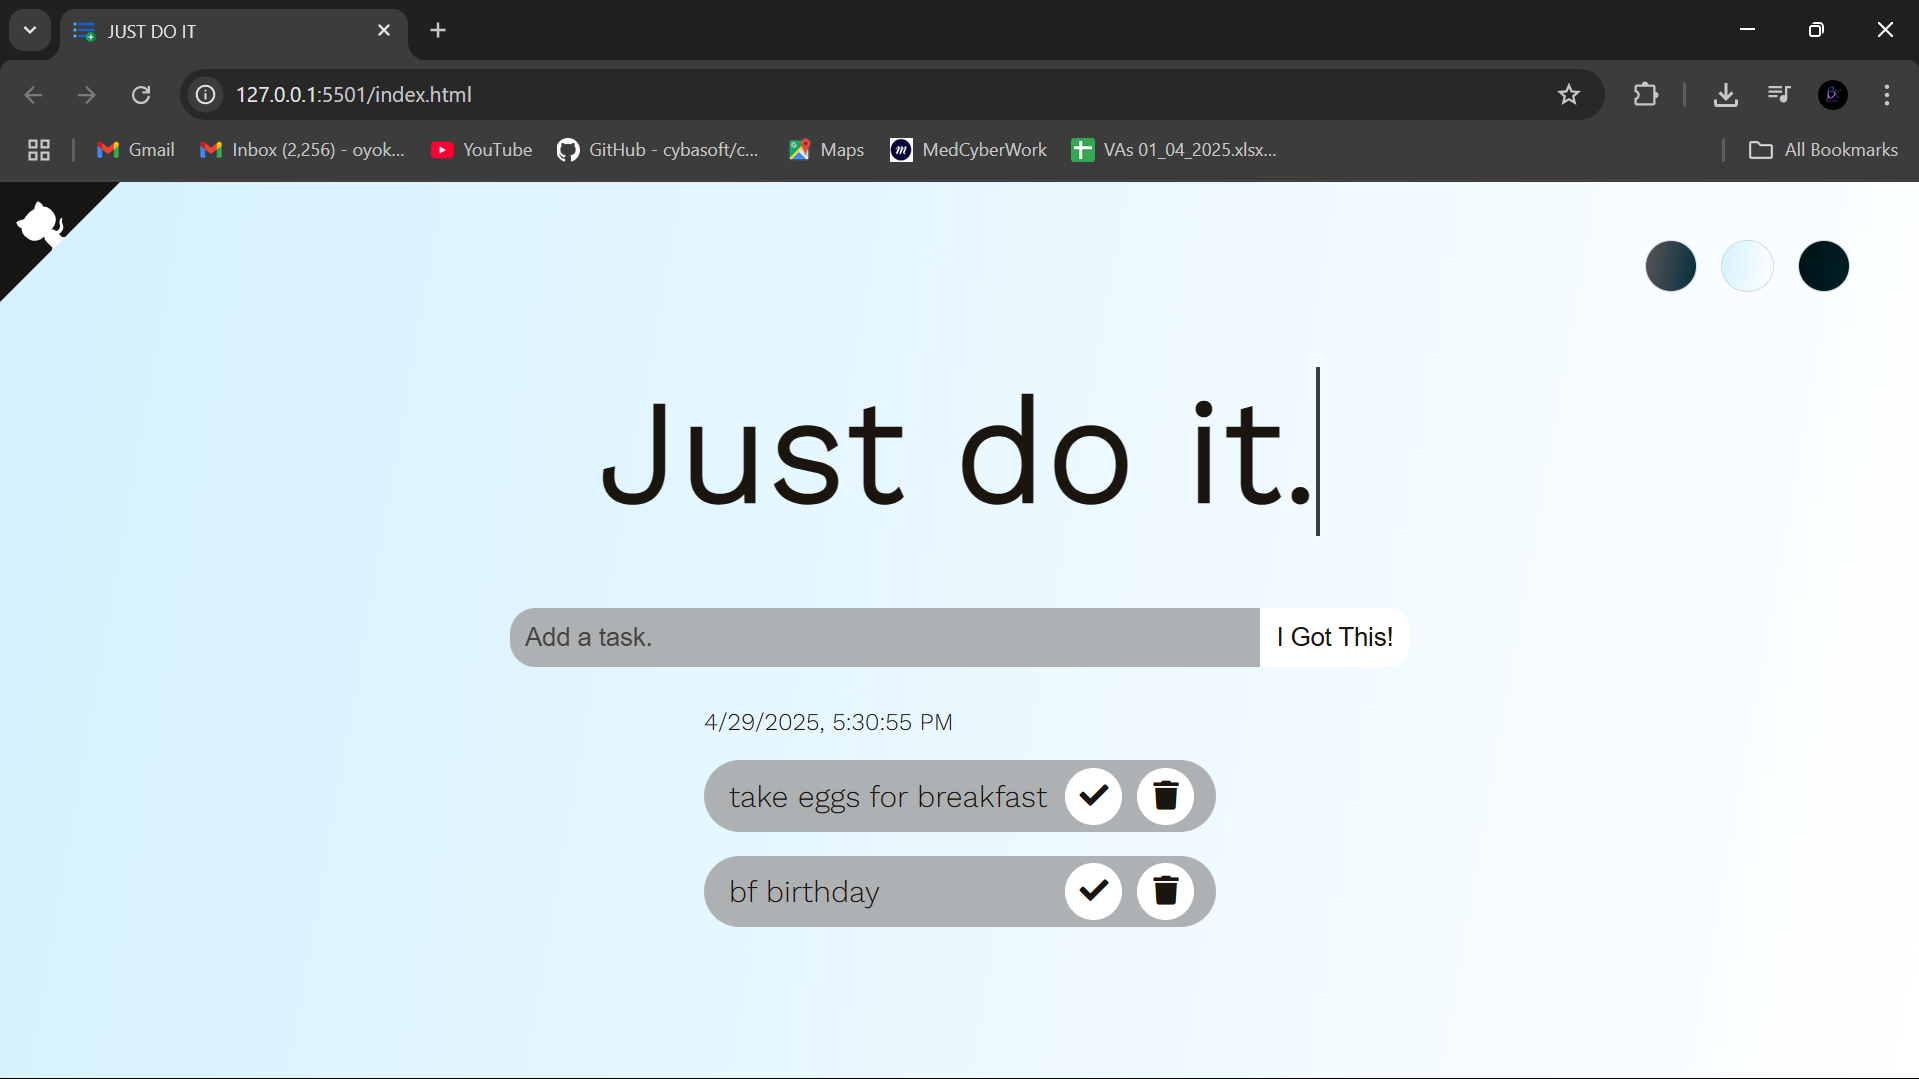 JUST DO IT
127.0.0.1:5501/index.html
Gmail
Inbox (2,256) - oyok...
YouTube
GitHub - cybasoft/c...
Maps
m
MedCyberWork
VAs 01_04_2025.xlsx...
All Bookmarks
Just do it.
Add a task.
I Got This!
4/29/2025, 5:30:55 PM
take eggs for breakfast
bf birthday